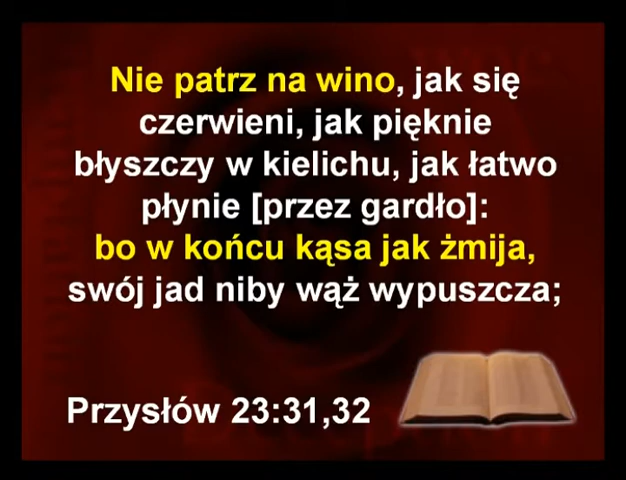 Nie patrz na wino, jak się
czerwieni, jak pięknie
błyszczy w kielichu, jak łatwo
płynie [przez gardło]:
bo w końcu kąsa jak żmija,
swój jad niby wąż wypuszcza;
Przysłów 23:31,32